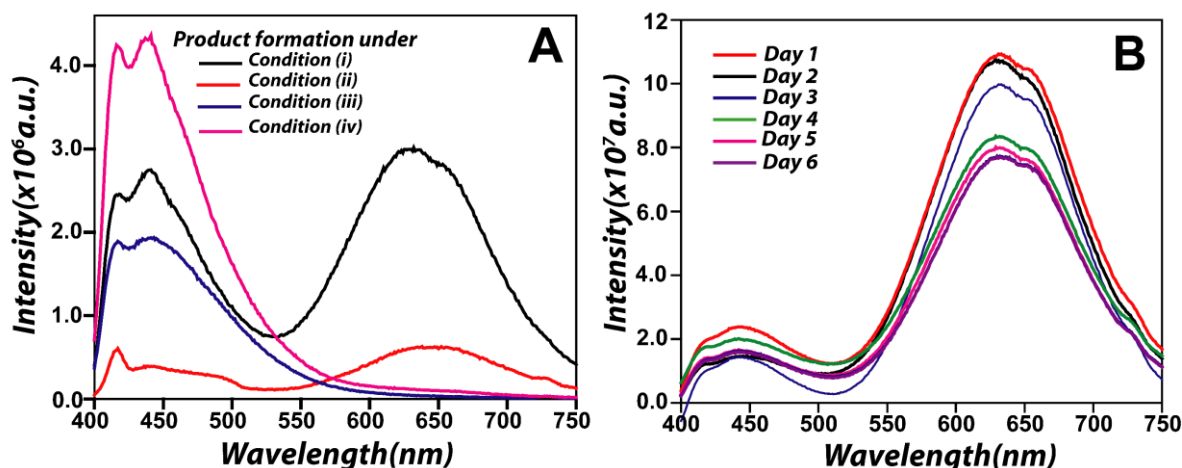 A
Product formation under
Condition (i)
Condition (ii)
Condition (iii)
Condition (iv)
Intensity(x10⁶a.u.)
4.0
3.0
2.0
1.0
0.0
400 450 500 550 600 650 700 750
Wavelength(nm)
B
Day 1
Day 2
Day 3
Day 4
Day 5
Day 6
Intensity(x10⁷a.u.)
12
10
8.0
6.0
4.0
2.0
0.0
400 450 500 550 600 650 700 750
Wavelength(nm)